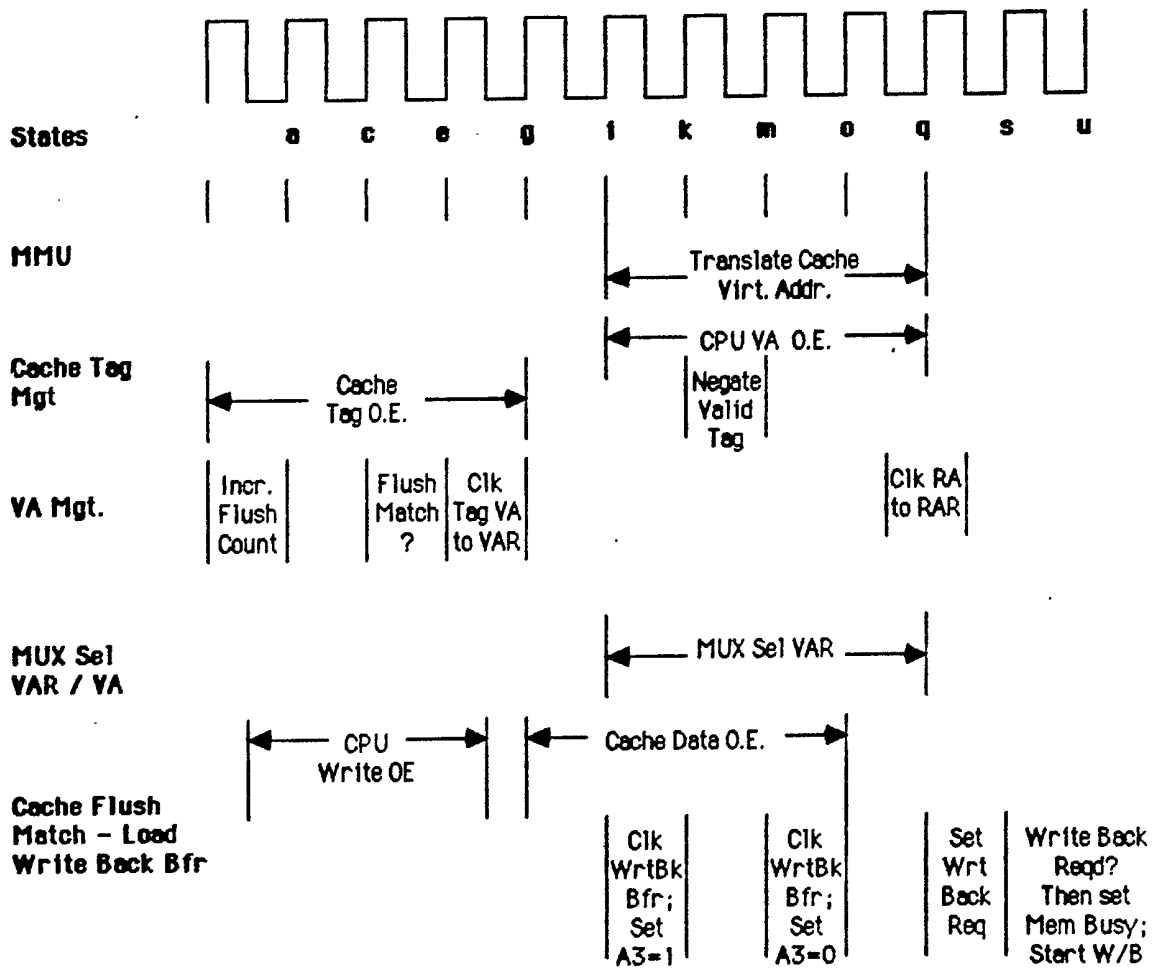 States a c e g i k m o q s u
MMU
Translate Cache
Virt. Addr.
CPU VA O.E.
Cache Tag
Mgt
Cache
Tag O.E.
Negate
Valid
Tag
VA Mgt.
Incr.
Flush
Count
Flush
Match
?
Clk
Tag VA
to VAR
Clk RA
to RAR
MUX Sel
VAR / VA
MUX Sel VAR
CPU
Write OE
Cache Data O.E.
Cache Flush
Match - Load
Write Back Bfr
Clk
WrtBk
Bfr;
Set
A3=1
Clk
WrtBk
Bfr;
Set
A3=0
Set
Wrt
Back
Req
Write Back
Reqd?
Then set
Mem Busy;
Start W/B